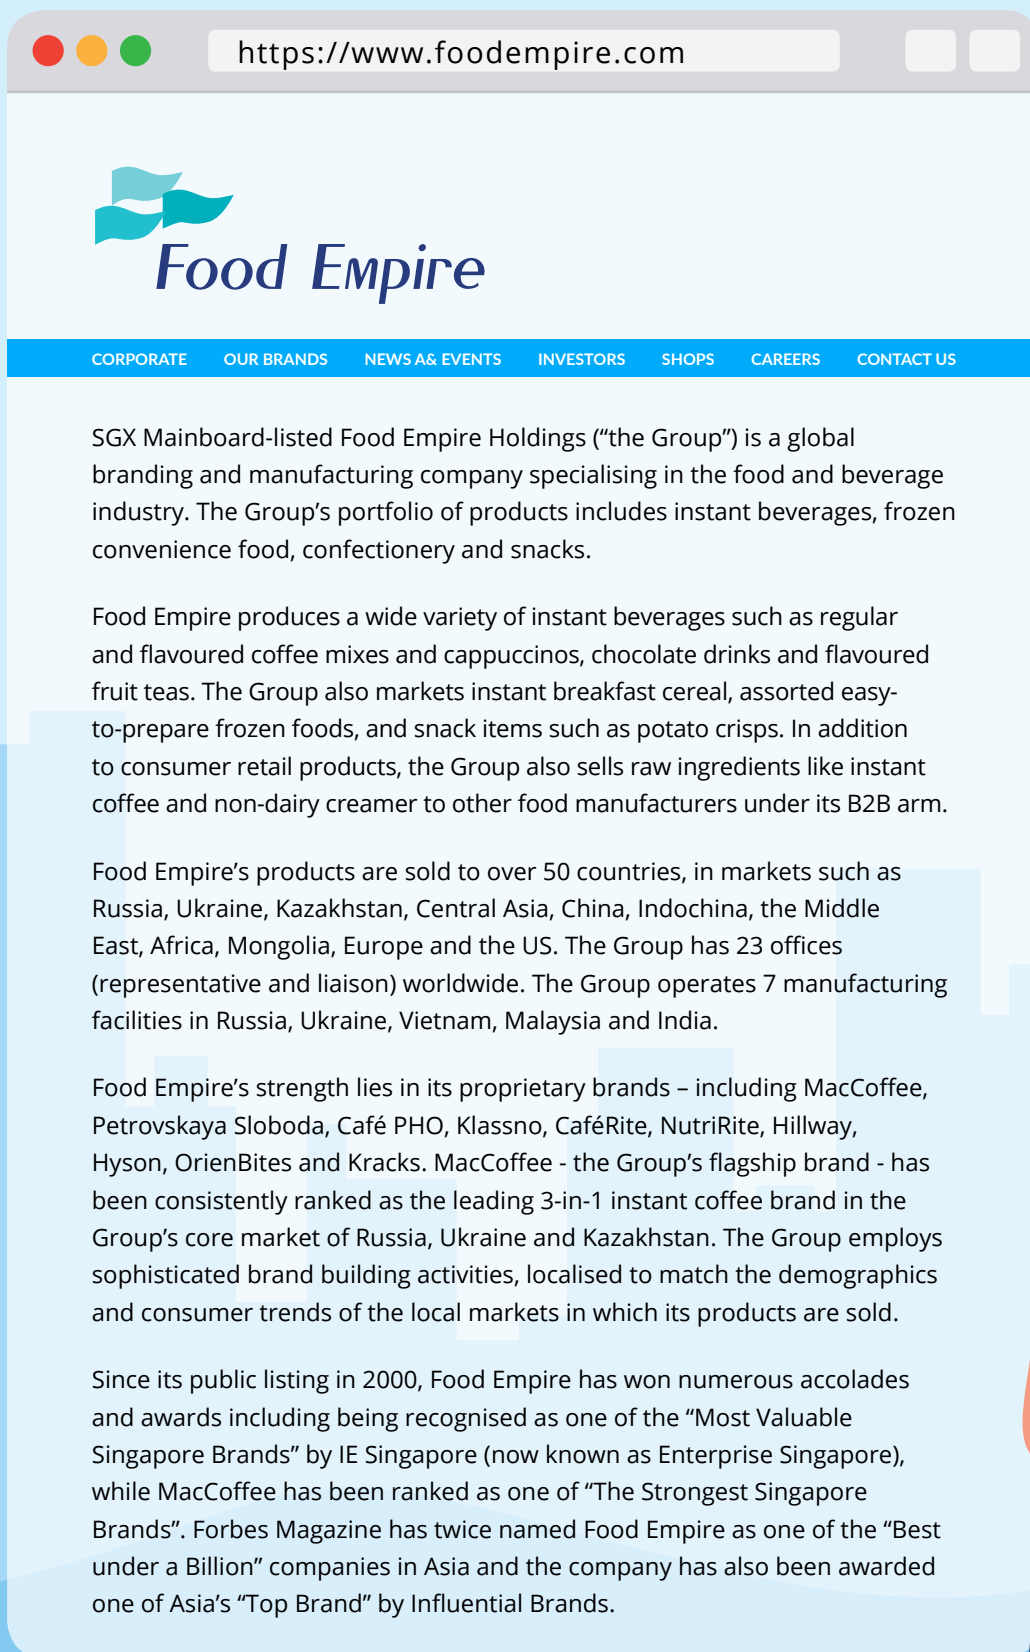 https://www.foodempire.com
Food Empire
CORPORATE OUR BRANDS NEWS A& EVENTS INVESTORS SHOPS CAREERS CONTACT US
SGX Mainboard-listed Food Empire Holdings (“the Group”) is a global
branding and manufacturing company specialising in the food and beverage
industry. The Group’s portfolio of products includes instant beverages, frozen
convenience food, confectionery and snacks.
Food Empire produces a wide variety of instant beverages such as regular
and flavoured coffee mixes and cappuccinos, chocolate drinks and flavoured
fruit teas. The Group also markets instant breakfast cereal, assorted easy-
to-prepare frozen foods, and snack items such as potato crisps. In addition
to consumer retail products, the Group also sells raw ingredients like instant
coffee and non-dairy creamer to other food manufacturers under its B2B arm.
Food Empire’s products are sold to over 50 countries, in markets such as
Russia, Ukraine, Kazakhstan, Central Asia, China, Indochina, the Middle
East, Africa, Mongolia, Europe and the US. The Group has 23 offices
(representative and liaison) worldwide. The Group operates 7 manufacturing
facilities in Russia, Ukraine, Vietnam, Malaysia and India.
Food Empire’s strength lies in its proprietary brands – including MacCoffee,
Petrovskaya Sloboda, Café PHO, Klassno, CaféRite, NutriRite, Hillway,
Hyson, OrienBites and Kracks. MacCoffee - the Group’s flagship brand - has
been consistently ranked as the leading 3-in-1 instant coffee brand in the
Group’s core market of Russia, Ukraine and Kazakhstan. The Group employs
sophisticated brand building activities, localised to match the demographics
and consumer trends of the local markets in which its products are sold.
Since its public listing in 2000, Food Empire has won numerous accolades
and awards including being recognised as one of the “Most Valuable
Singapore Brands” by IE Singapore (now known as Enterprise Singapore),
while MacCoffee has been ranked as one of “The Strongest Singapore
Brands”. Forbes Magazine has twice named Food Empire as one of the “Best
under a Billion” companies in Asia and the company has also been awarded
one of Asia’s “Top Brand” by Influential Brands.